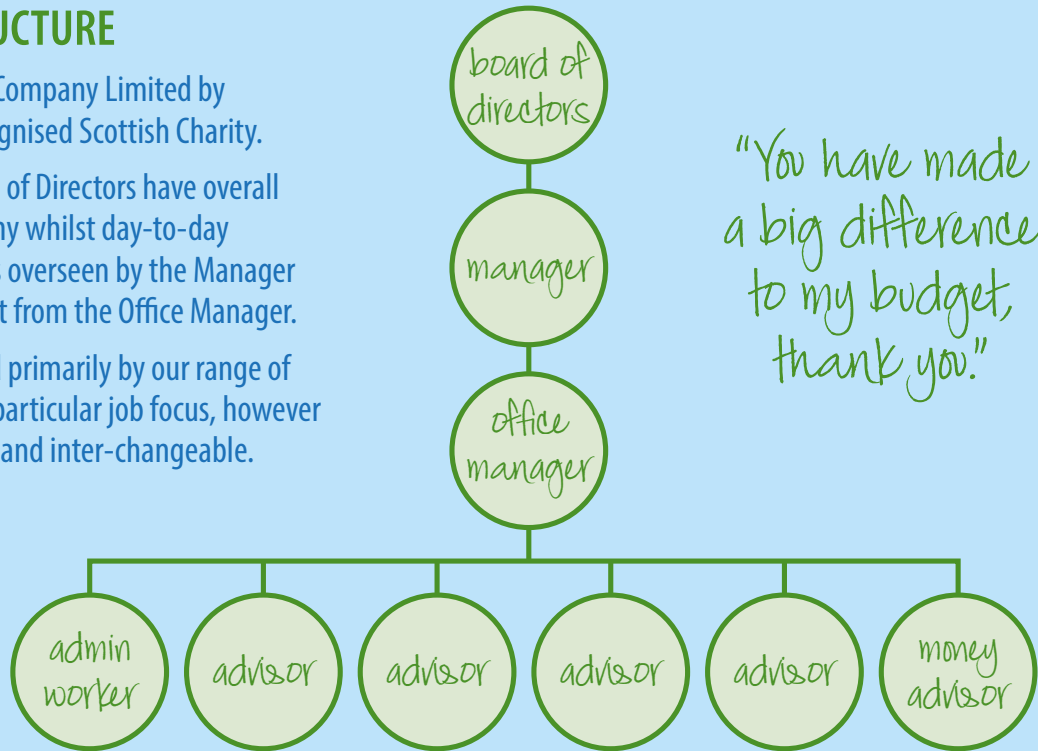 UCTURE
Company Limited by
gnised Scottish Charity.
of Directors have overall
ny whilst day-to-day
s overseen by the Manager
t from the Office Manager.
l primarily by our range of
particular job focus, however
and inter-changeable.
board of
directors
manager
office
manager
"You have made
a big difference
to my budget,
thank you."
admin
worker
advisor
advisor
advisor
advisor
money
advisor